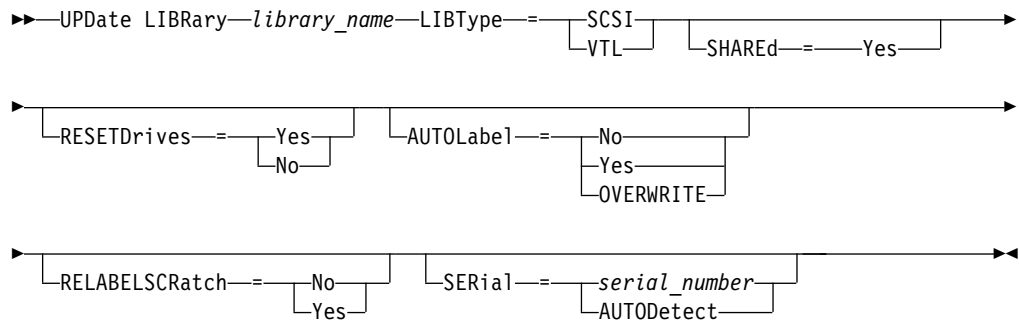 UPDate LIBRary library_name LIBType = SCSI
VTL
SHAREd = Yes
RESETDrives = Yes
No
AUTOLabel = No
Yes
OVERWRITE
RELABELSCRatch = No
Yes
SERial = serial_number
AUTODetect